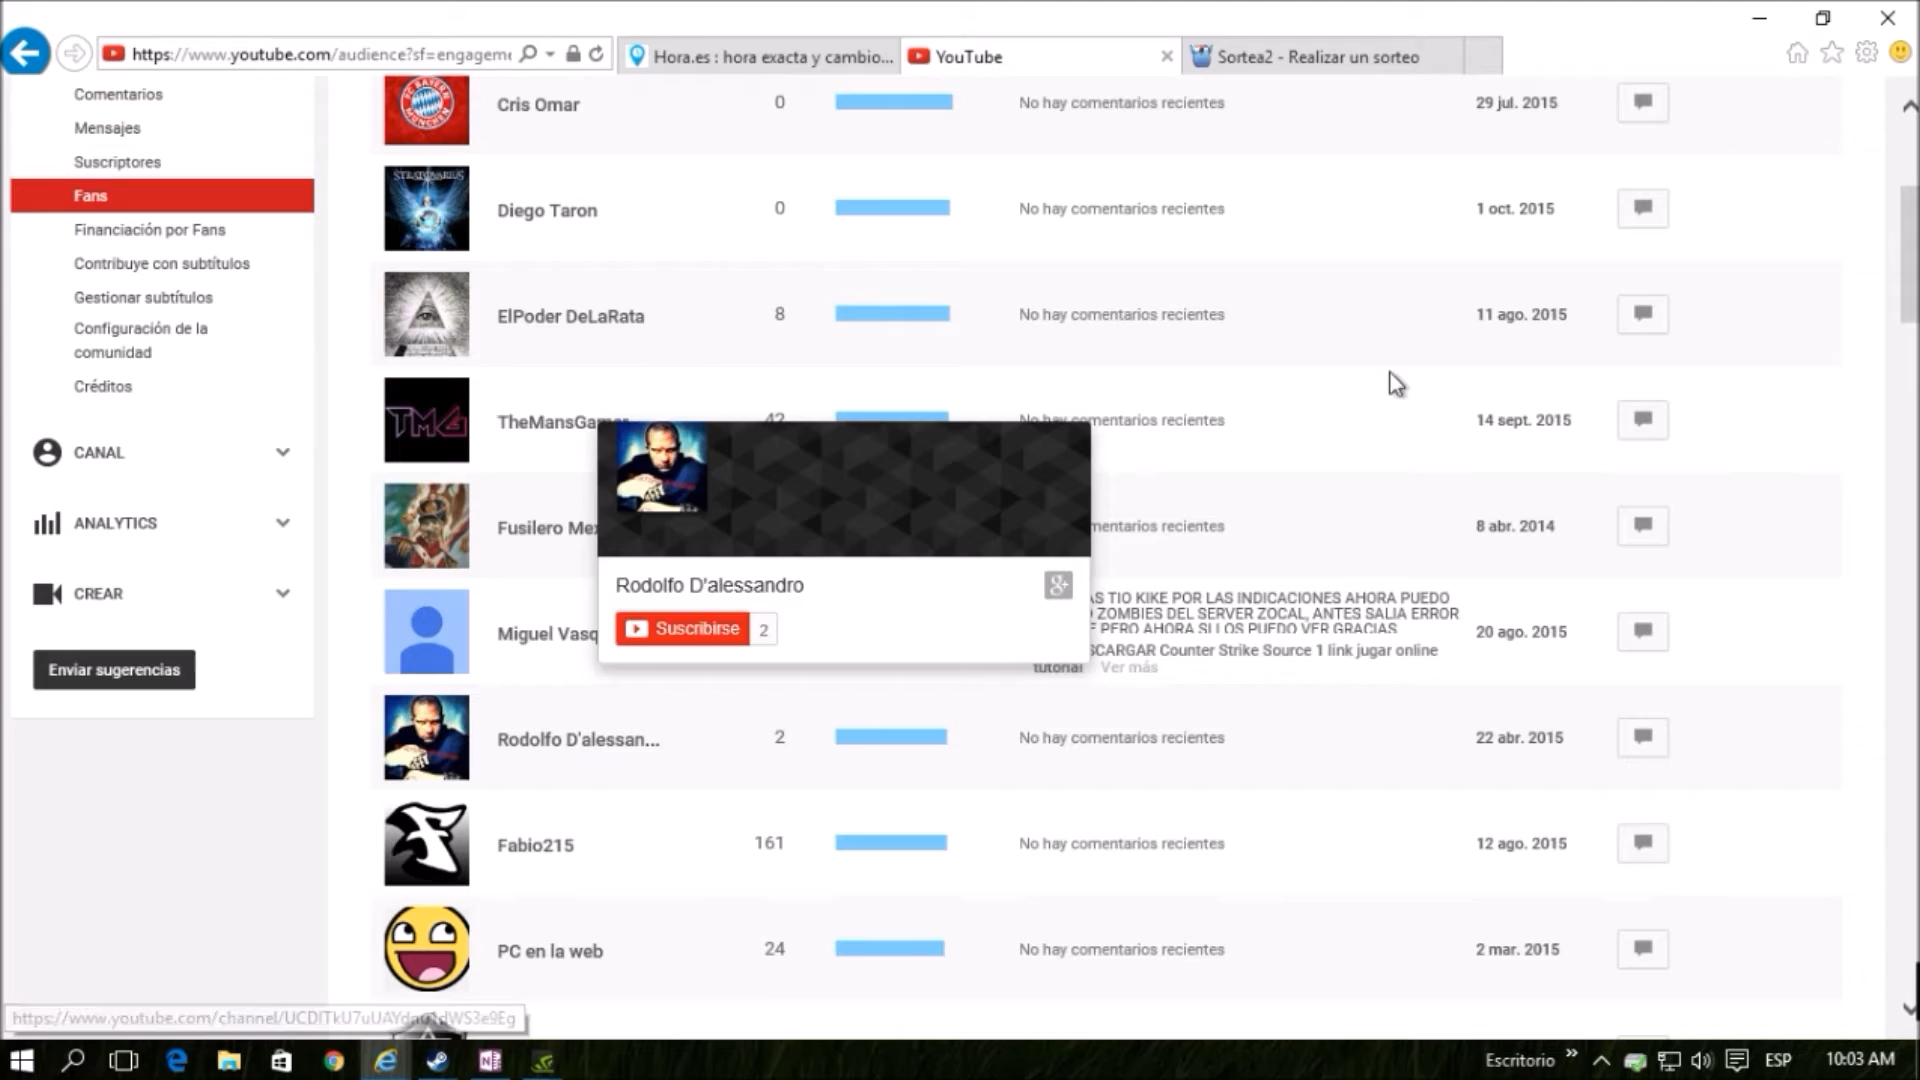 https://www.youtube.com/audience?sf=engageme
Hora.es : hora exacta y cambio...
YouTube
Sortea2 - Realizar un sorteo
Comentarios
Mensajes
Suscriptores
Fans
Financiación por Fans
Contribuye con subtítulos
Gestionar subtítulos
Configuración de la
comunidad
Créditos
CANAL
ANALYTICS
CREAR
Enviar sugerencias
Cris Omar 0 No hay comentarios recientes 29 jul. 2015
STRATOVARIUS
Diego Taron 0 No hay comentarios recientes 1 oct. 2015
ElPoder DeLaRata 8 No hay comentarios recientes 11 ago. 2015
TMG
TheMansGamer 42 No hay comentarios recientes 14 sept. 2015
Fusilero Mex mentarios recientes 8 abr. 2014
Rodolfo D'alessandro
Suscribirse 2
Miguel Vasq
AS TIO KIKE POR LAS INDICACIONES AHORA PUEDO
ZOMBIES DEL SERVER ZOCAL, ANTES SALIA ERROR
PERO AHORA SI LOS PUEDO VER GRACIAS
20 ago. 2015
SCARGAR Counter Strike Source 1 link jugar online
tutorial Ver más
Rodolfo D'alessan... 2 No hay comentarios recientes 22 abr. 2015
Fabio215 161 No hay comentarios recientes 12 ago. 2015
PC en la web 24 No hay comentarios recientes 2 mar. 2015
Escritorio
ESP
10:03 AM